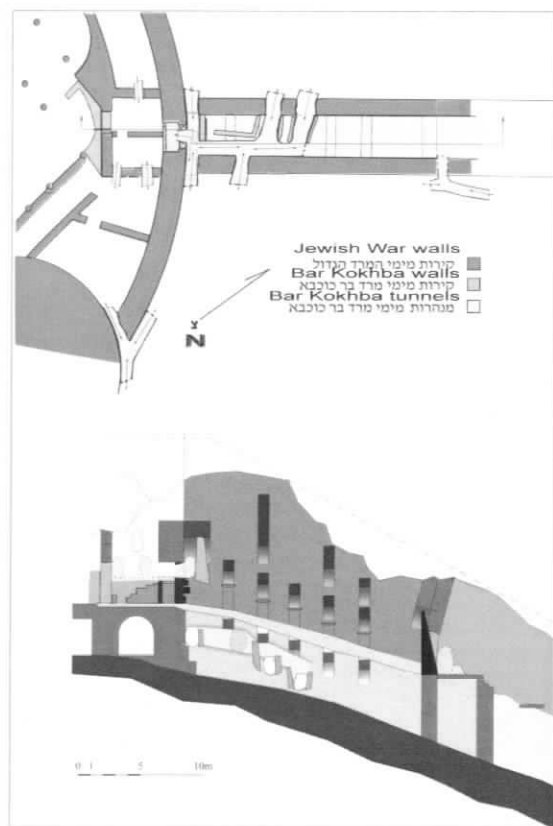 Jewish War walls
קירות מימי המרד הגדול
Bar Kokhba walls
קירות מימי מרד בר כוכבא
Bar Kokhba tunnels
מנהרות מימי מרד בר כוכבא
צ
N
0 1 5 10m